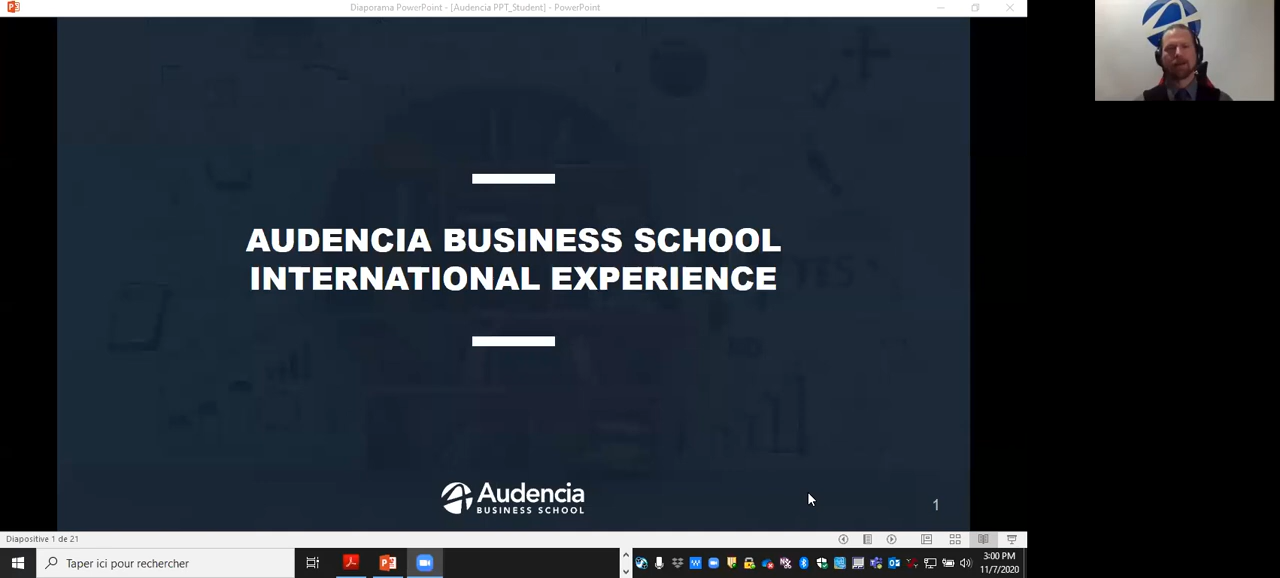 Diaporama PowerPoint - [Audencia PPT_Student] - PowerPoint
AUDENCIA BUSINESS SCHOOL
INTERNATIONAL EXPERIENCE
Audencia
BUSINESS SCHOOL
1
Diapositive 1 de 21
Taper ici pour rechercher
3:00 PM
11/7/2020